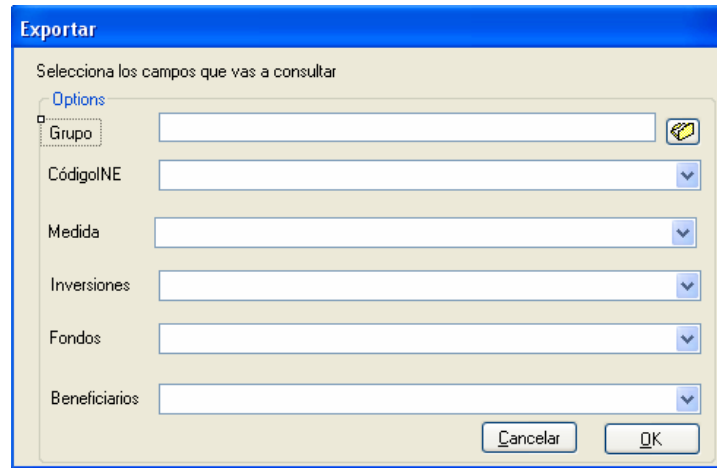 Exportar
Selecciona los campos que vas a consultar
Options
Grupo
CódigoINE
Medida
Inversiones
Fondos
Beneficiarios
Cancelar OK